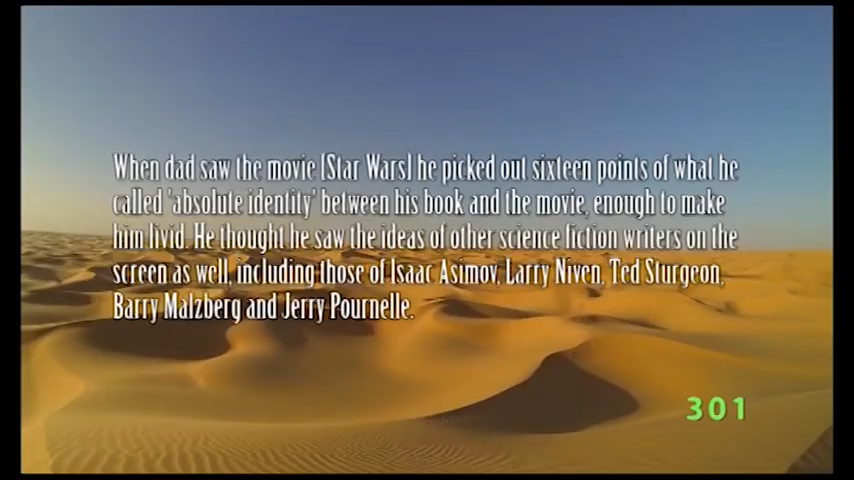 When dad saw the movie [Star Wars] he picked out sixteen points of what he
called 'absolute identity' between his book and the movie, enough to make
him livid. He thought he saw the ideas of other science fiction writers on the
screen as well, including those of Isaac Asimov, Larry Niven, Ted Sturgeon,
Barry Malzberg and Jerry Pournelle.
301